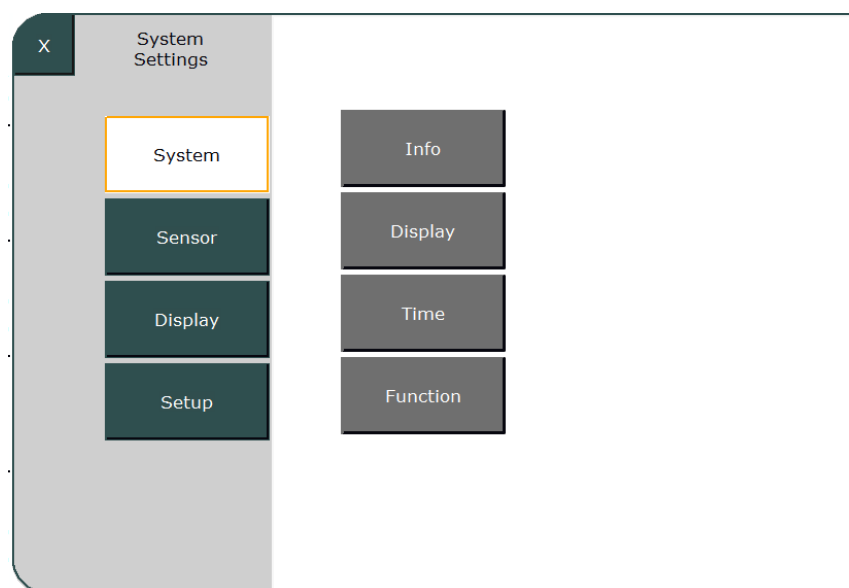 X
System
Settings
System
Sensor
Display
Setup
Info
Display
Time
Function